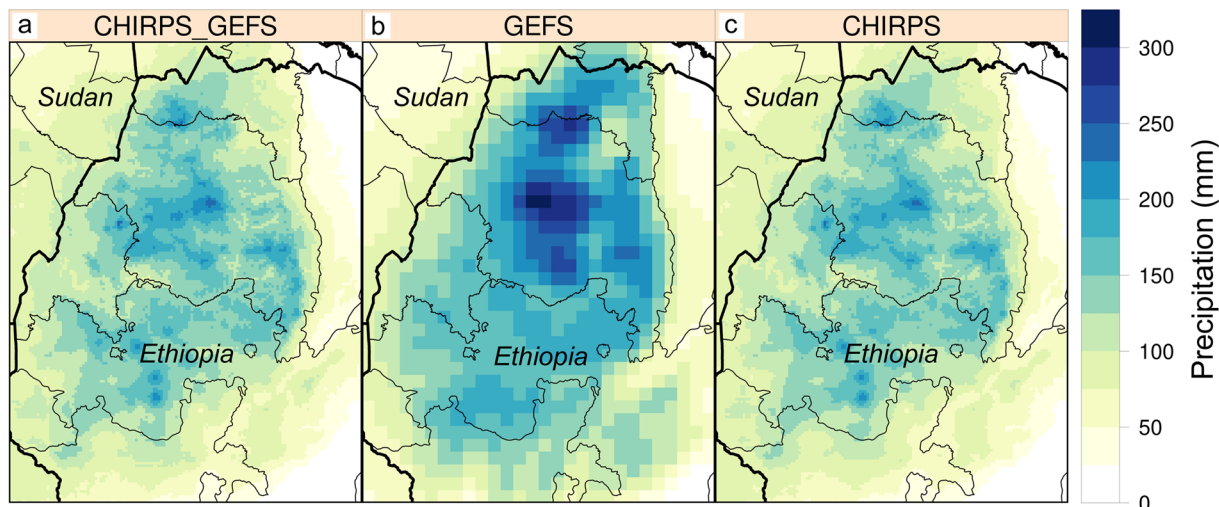 a CHIRPS_GEFS
b GEFS
c CHIRPS
Sudan
Sudan
Sudan
Ethiopia
Ethiopia
Ethiopia
300
250
200
150
100
50
0
Precipitation (mm)